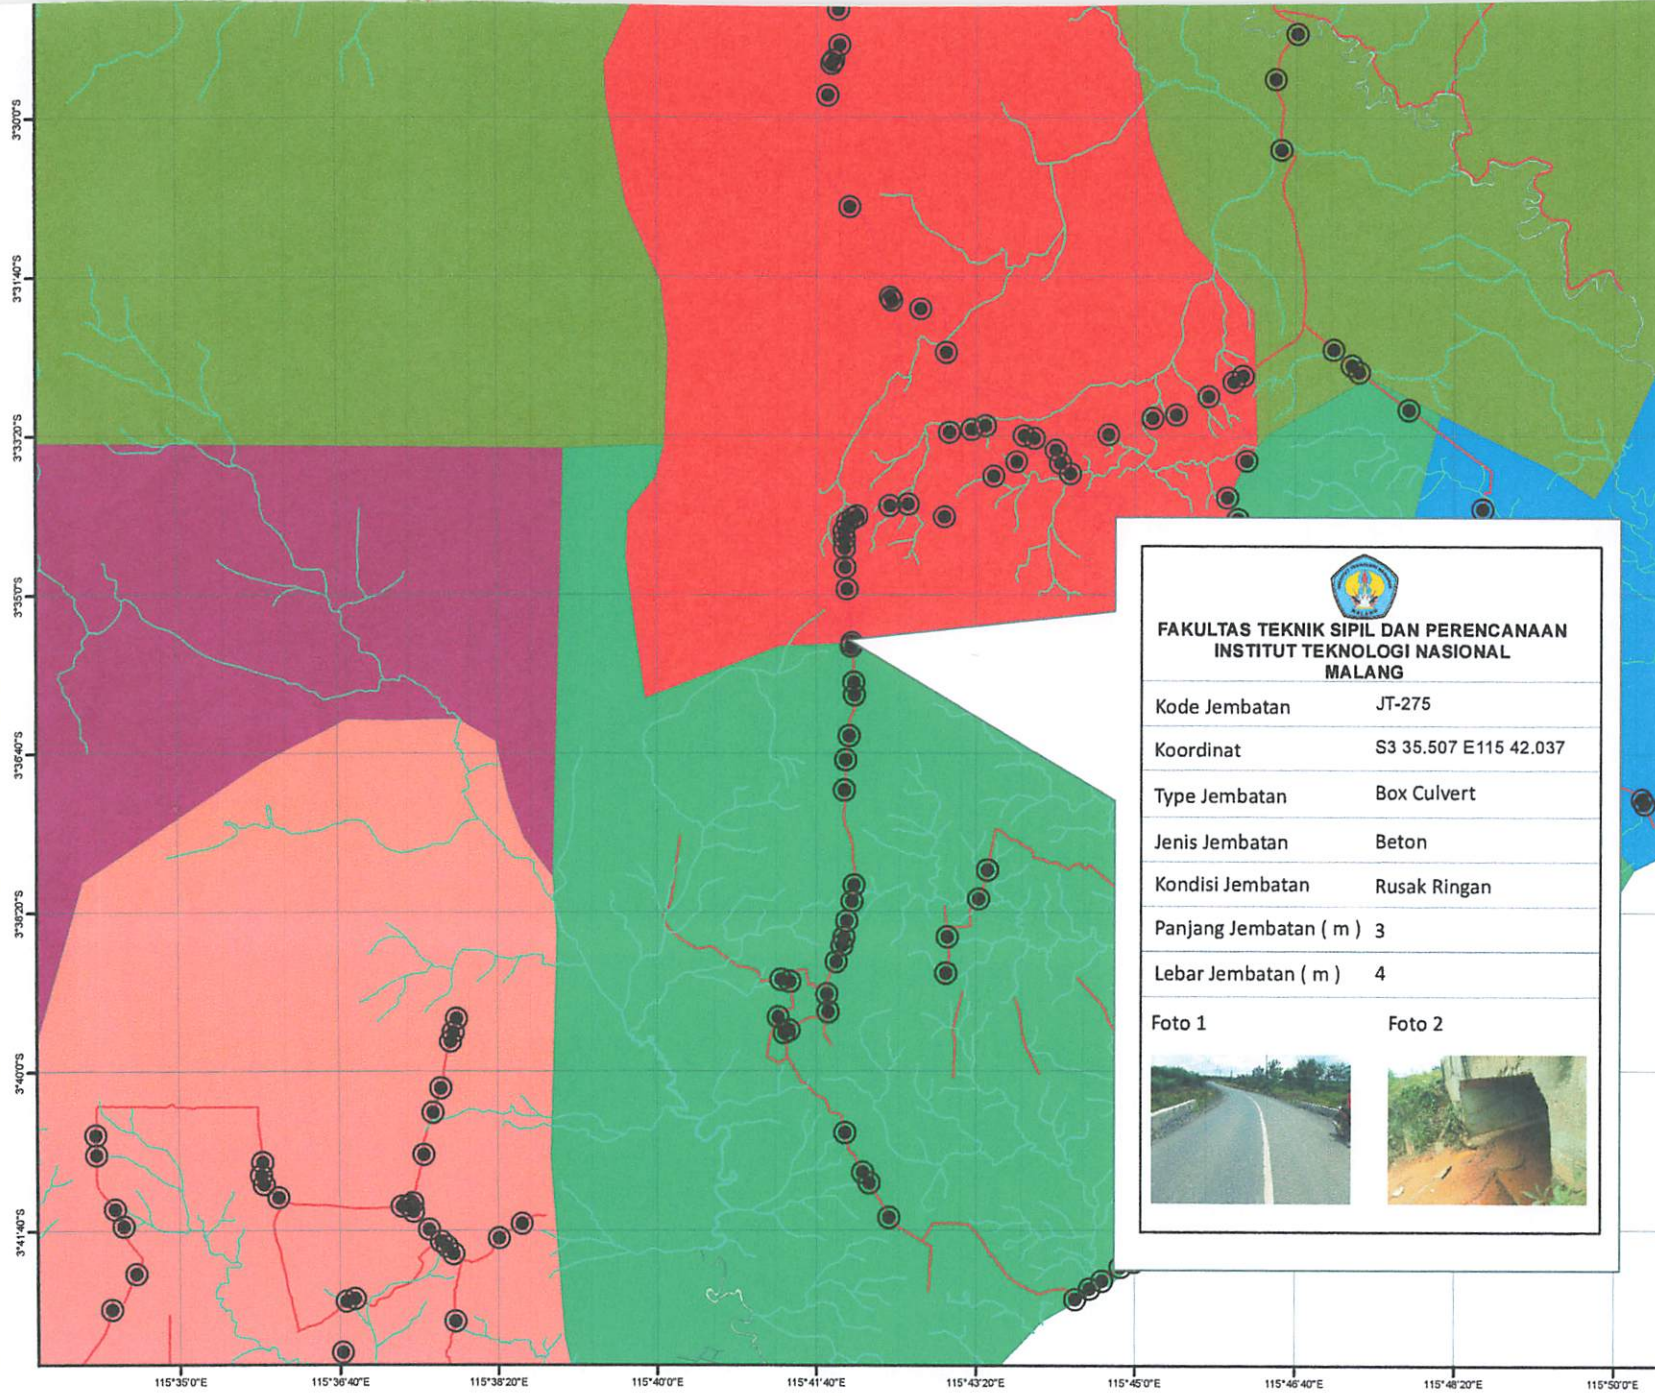 3°30'0"S
3°31'40"S
3°33'20"S
3°35'0"S
3°36'40"S
3°38'20"S
3°40'0"S
3°41'40"S
115°35'0"E
115°36'40"E
115°38'20"E
115°40'0"E
115°41'40"E
115°43'20"E
115°45'0"E
115°46'40"E
115°48'20"E
115°50'0"E
MALANG
FAKULTAS TEKNIK SIPIL DAN PERENCANAAN
INSTITUT TEKNOLOGI NASIONAL
MALANG
Kode Jembatan JT-275
Koordinat S3 35.507 E115 42.037
Type Jembatan Box Culvert
Jenis Jembatan Beton
Kondisi Jembatan Rusak Ringan
Panjang Jembatan ( m ) 3
Lebar Jembatan ( m ) 4
Foto 1 Foto 2